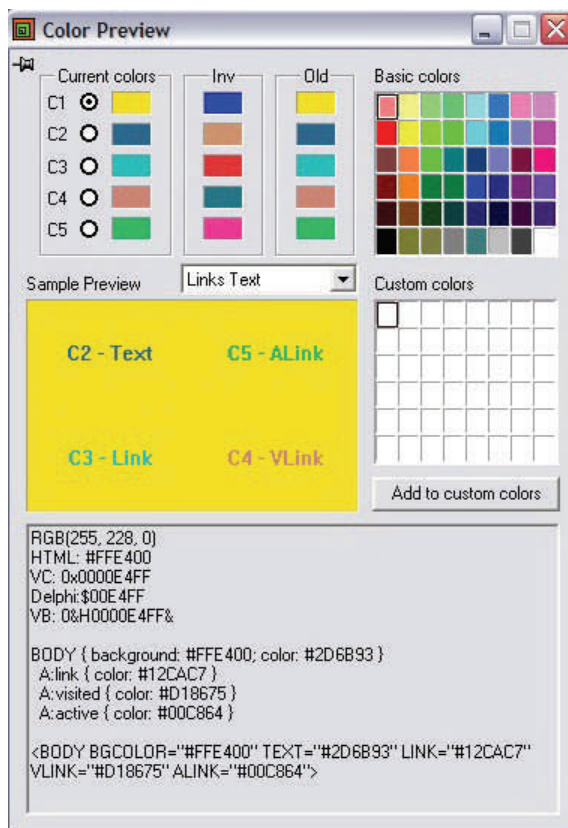 Color Preview
Current colors Inv Old Basic colors
C1
C2
C3
C4
C5
Sample Preview Links Text Custom colors
C2 - Text C5 - ALink
C3 - Link C4 - VLink
Add to custom colors
RGB(255, 228, 0)
HTML: #FFE400
VC: 0x0000E4FF
Delphi:$00E4FF
VB: 0&H0000E4FF&
BODY { background: #FFE400; color: #2D6B93 }
A:link { color: #12CAC7 }
A:visited { color: #D18675 }
A:active { color: #00C864 }
<BODY BGCOLOR="#FFE400" TEXT="#2D6B93" LINK="#12CAC7"
VLINK="#D18675" ALINK="#00C864">